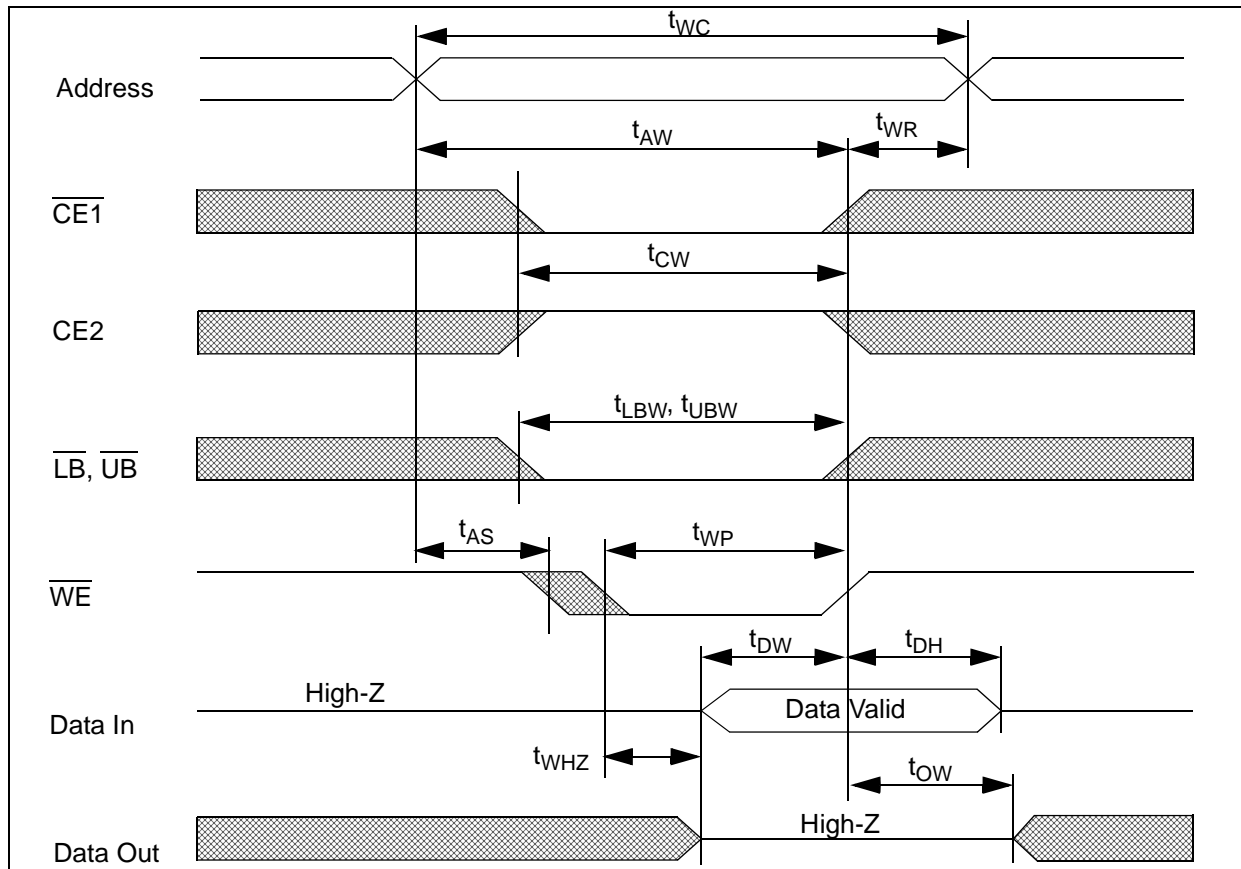 tWC
Address
tAW
tWR
CE1
tCW
CE2
tLBW, tUBW
LB, UB
tAS
tWP
WE
tDW
tDH
High-Z
Data In
Data Valid
tWHZ
tOW
High-Z
Data Out